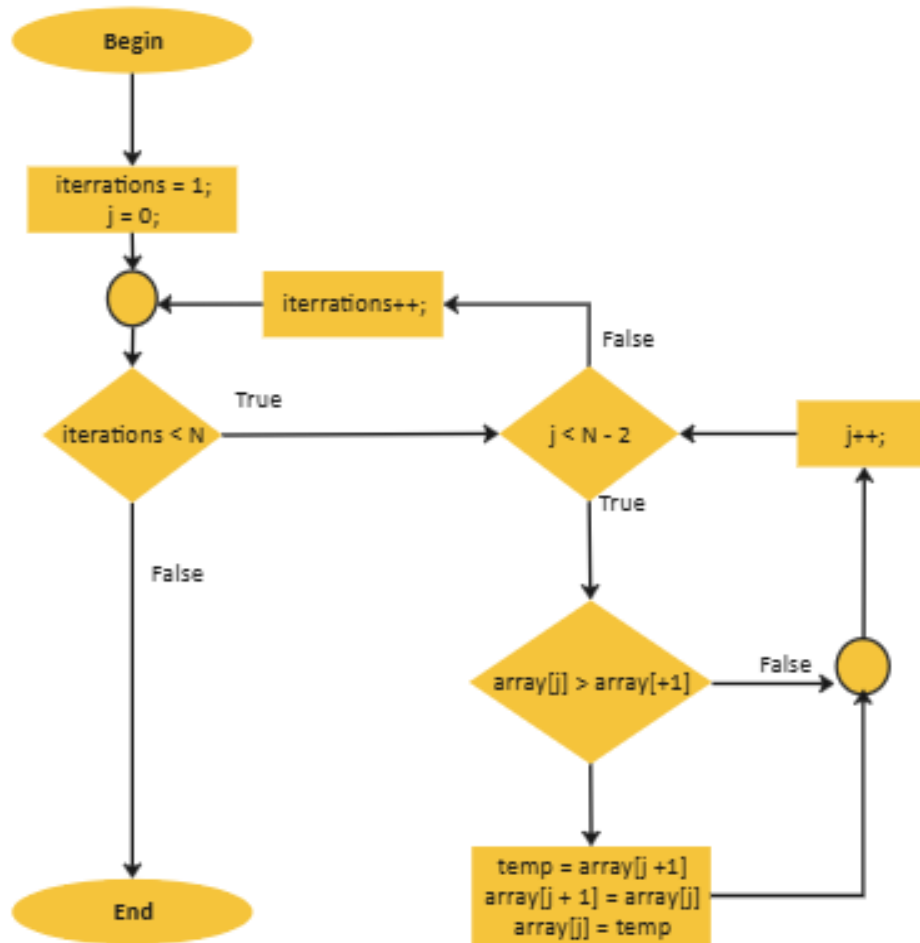 Begin
iterrations = 1;
j = 0;
iterrations++;
False
True
iterations < N
j < N - 2
j++;
True
False
False
array[j] > array[+1]
temp = array[j +1]
array[j + 1] = array[j]
array[j] = temp
End